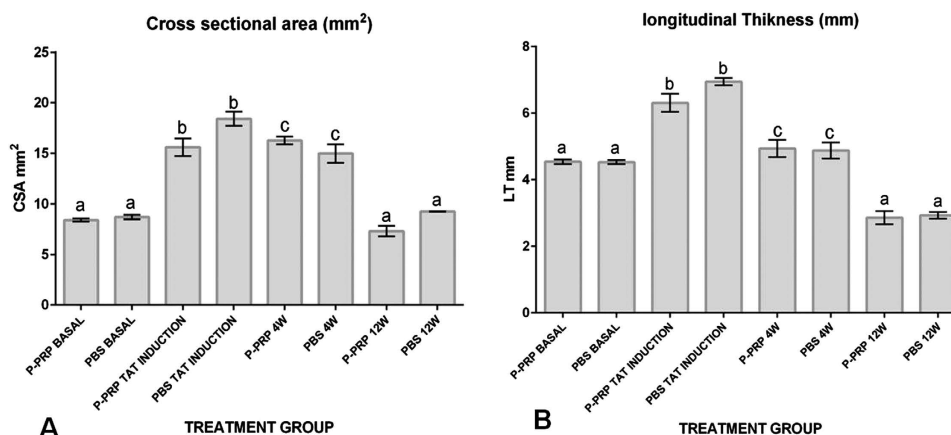 Cross sectional area (mm²)
CSA mm²
25
20
15
10
5
0
a
a
b
b
c
c
a
a
P-PRP BASAL
PBS BASAL
P-PRP TAT INDUCTION
PBS TAT INDUCTION
P-PRP 4W
PBS 4W
P-PRP 12W
PBS 12W
A
TREATMENT GROUP
longitudinal Thikness (mm)
LT mm
8
6
4
2
0
a
a
b
b
c
c
a
a
P-PRP BASAL
PBS BASAL
P-PRP TAT INDUCTION
PBS TAT INDUCTION
P-PRP 4W
PBS 4W
P-PRP 12W
PBS 12W
B
TREATMENT GROUP